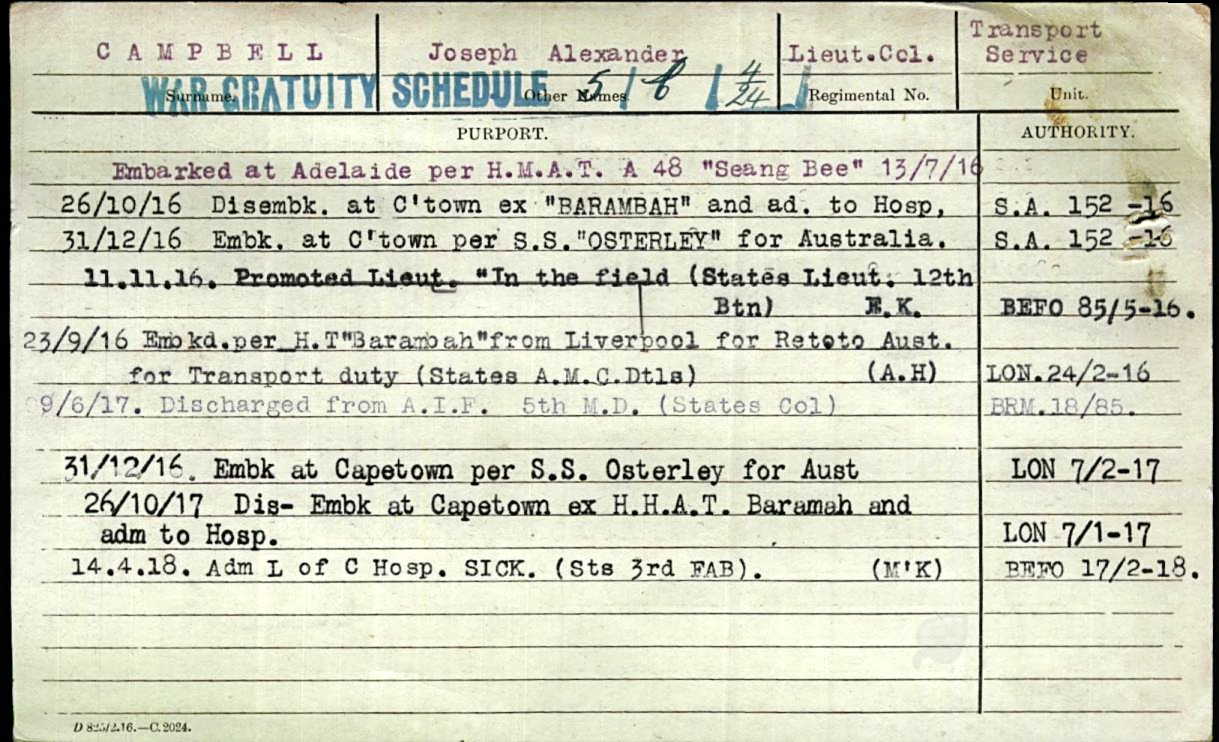 CAMPBELL Joseph Alexander Lieut.Col. Transport Service
WAR GRATUITY SCHEDULE 5/ 4/24
Surname. Other Names. Regimental No. Unit.
PURPORT. AUTHORITY.
Embarked at Adelaide per H.M.A.T. A 48 "Seang Bee" 13/7/16
26/10/16 Disembk. at C'town ex "BARAMBAH" and ad. to Hosp, S.A. 152 -16
31/12/16 Embk. at C'town per S.S."OSTERLEY" for Australia. S.A. 152 -16
11.11.16. Promoted Lieut. "In the field (States Lieut. 12th
Btn) E.K. BEFO 85/5-16.
23/9/16 Embkd.per H.T"Barambah"from Liverpool for Retoto Aust.
for Transport duty (States A.M.C.Dtls) (A.H) LON.24/2-16
9/6/17. Discharged from A.I.F. 5th M.D. (States Col) BRM.18/85.
31/12/16. Embk at Capetown per S.S. Osterley for Aust LON 7/2-17
26/10/17 Dis- Embk at Capetown ex H.H.A.T. Baramah and
adm to Hosp. LON 7/1-17
14.4.18. Adm L of C Hosp. SICK. (Sts 3rd FAB). (M'K) BEFO 17/2-18.
D 825/2.16.—C.2024.